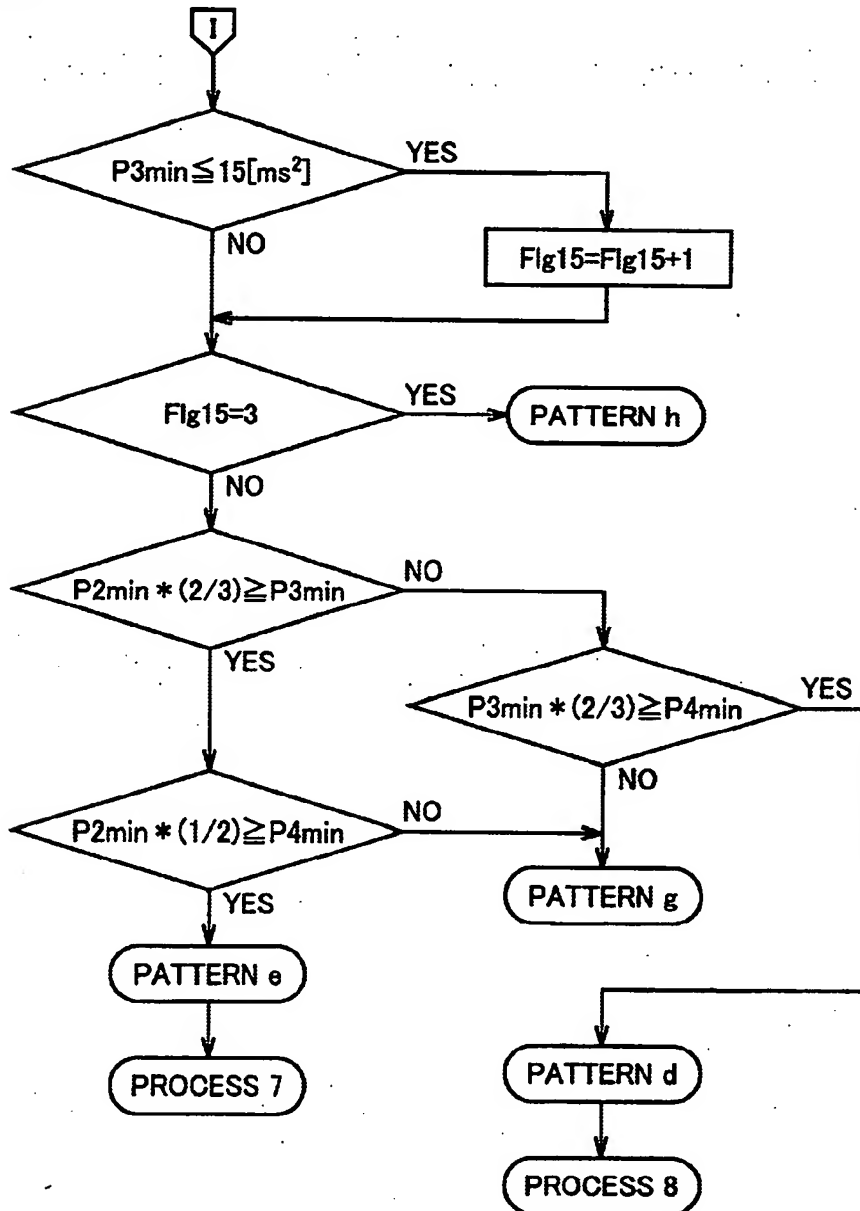 I
P3min≦15[ms²]
YES
NO
Flg15=Flg15+1
Flg15=3
YES
PATTERN h
NO
P2min*(2/3)≧P3min
NO
YES
P3min*(2/3)≧P4min
YES
NO
P2min*(1/2)≧P4min
NO
YES
PATTERN g
PATTERN e
PROCESS 7
PATTERN d
PROCESS 8